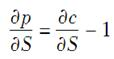 ∂p/∂S = ∂c/∂S − 1